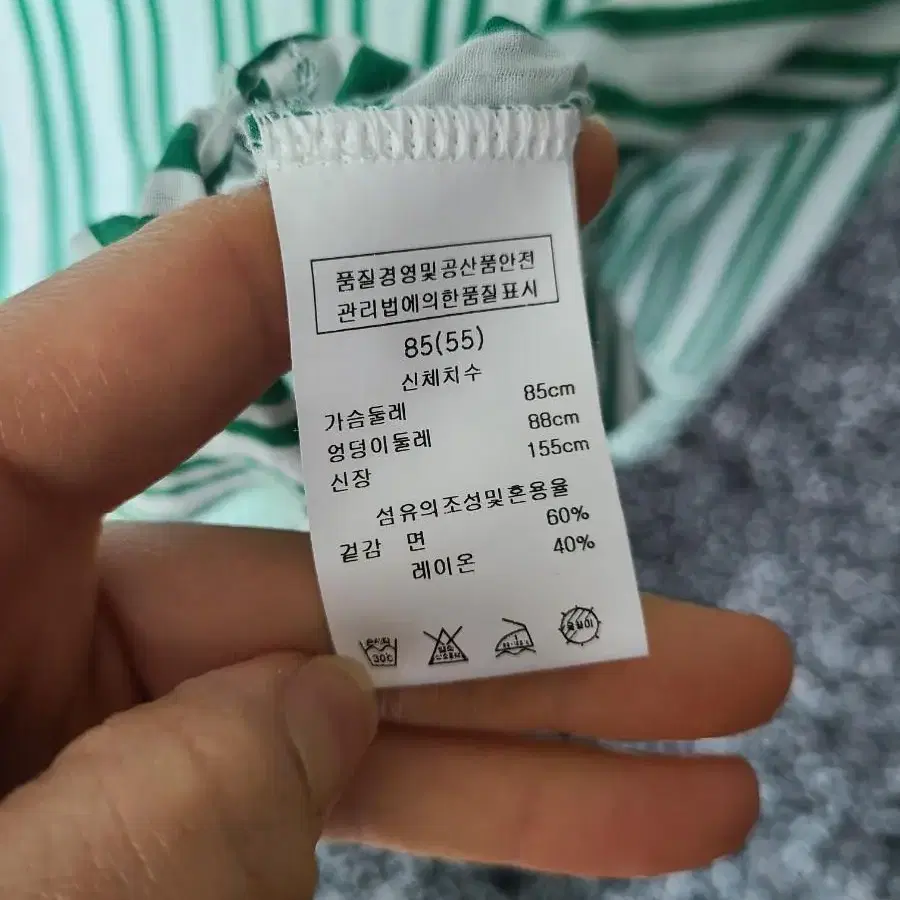 품질경영및공산품안전
관리법에의한품질표시
85(55)
신체치수
가슴둘레 85cm
엉덩이둘레 88cm
신장 155cm
섬유의조성및혼용율
겉감 면 60%
레이온 40%
30℃